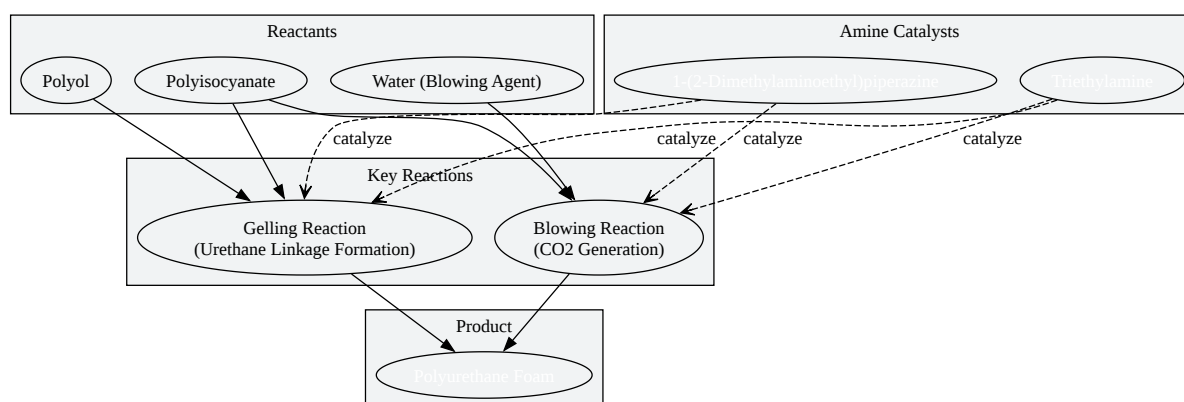 Reactants
Amine Catalysts
Polyol
Polyisocyanate
Water (Blowing Agent)
1-(2-Dimethylaminoethyl)piperazine
Triethylamine
catalyze
catalyze
catalyze
Key Reactions
Gelling Reaction
(Urethane Linkage Formation)
Blowing Reaction
(CO2 Generation)
Product
Polyurethane Foam